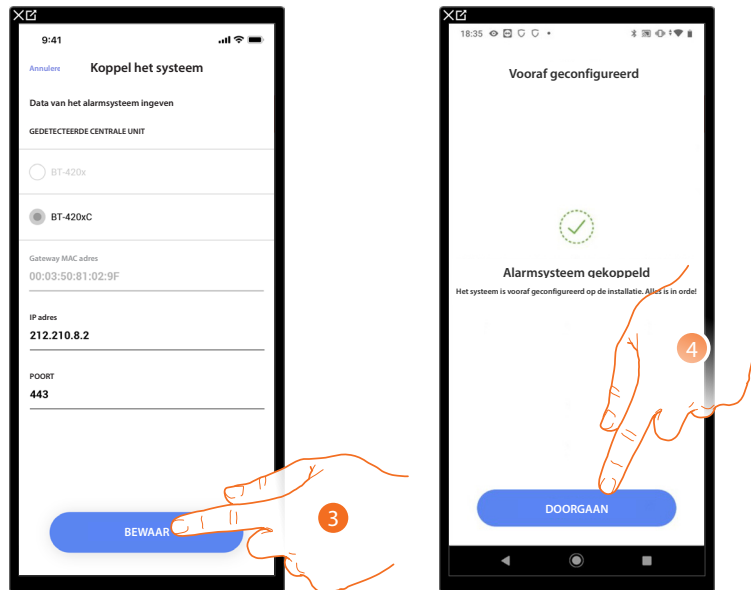 9:41
Annulers Koppel het systeem
Data van het alarmsysteem ingeven
GEDETECTEERDE CENTRALE UNIT
BT-420x
BT-420xC
Gateway MAC adres
00:03:50:81:02:9F
IP adres
212.210.8.2
POORT
443
BEWAAR
3
18:35
Vooraf geconfigureerd
Alarmsysteem gekoppeld
Het systeem is vooraf geconfigureerd op de installatie. Alles is in orde!
4
DOORGAAN